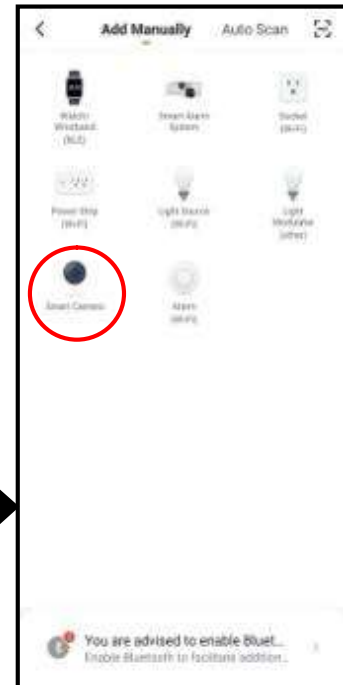 Add Manually Auto Scan
Watch/
Wristband
(BLE)
Smart Alarm
System
Socket
(Wi-Fi)
Power Strip
(Wi-Fi)
Light Source
(Wi-Fi)
Light
(other)
Smart Camera
Alarm
(Wi-Fi)
You are advised to enable Bluet...
Enable Bluetooth to facilitate addition...